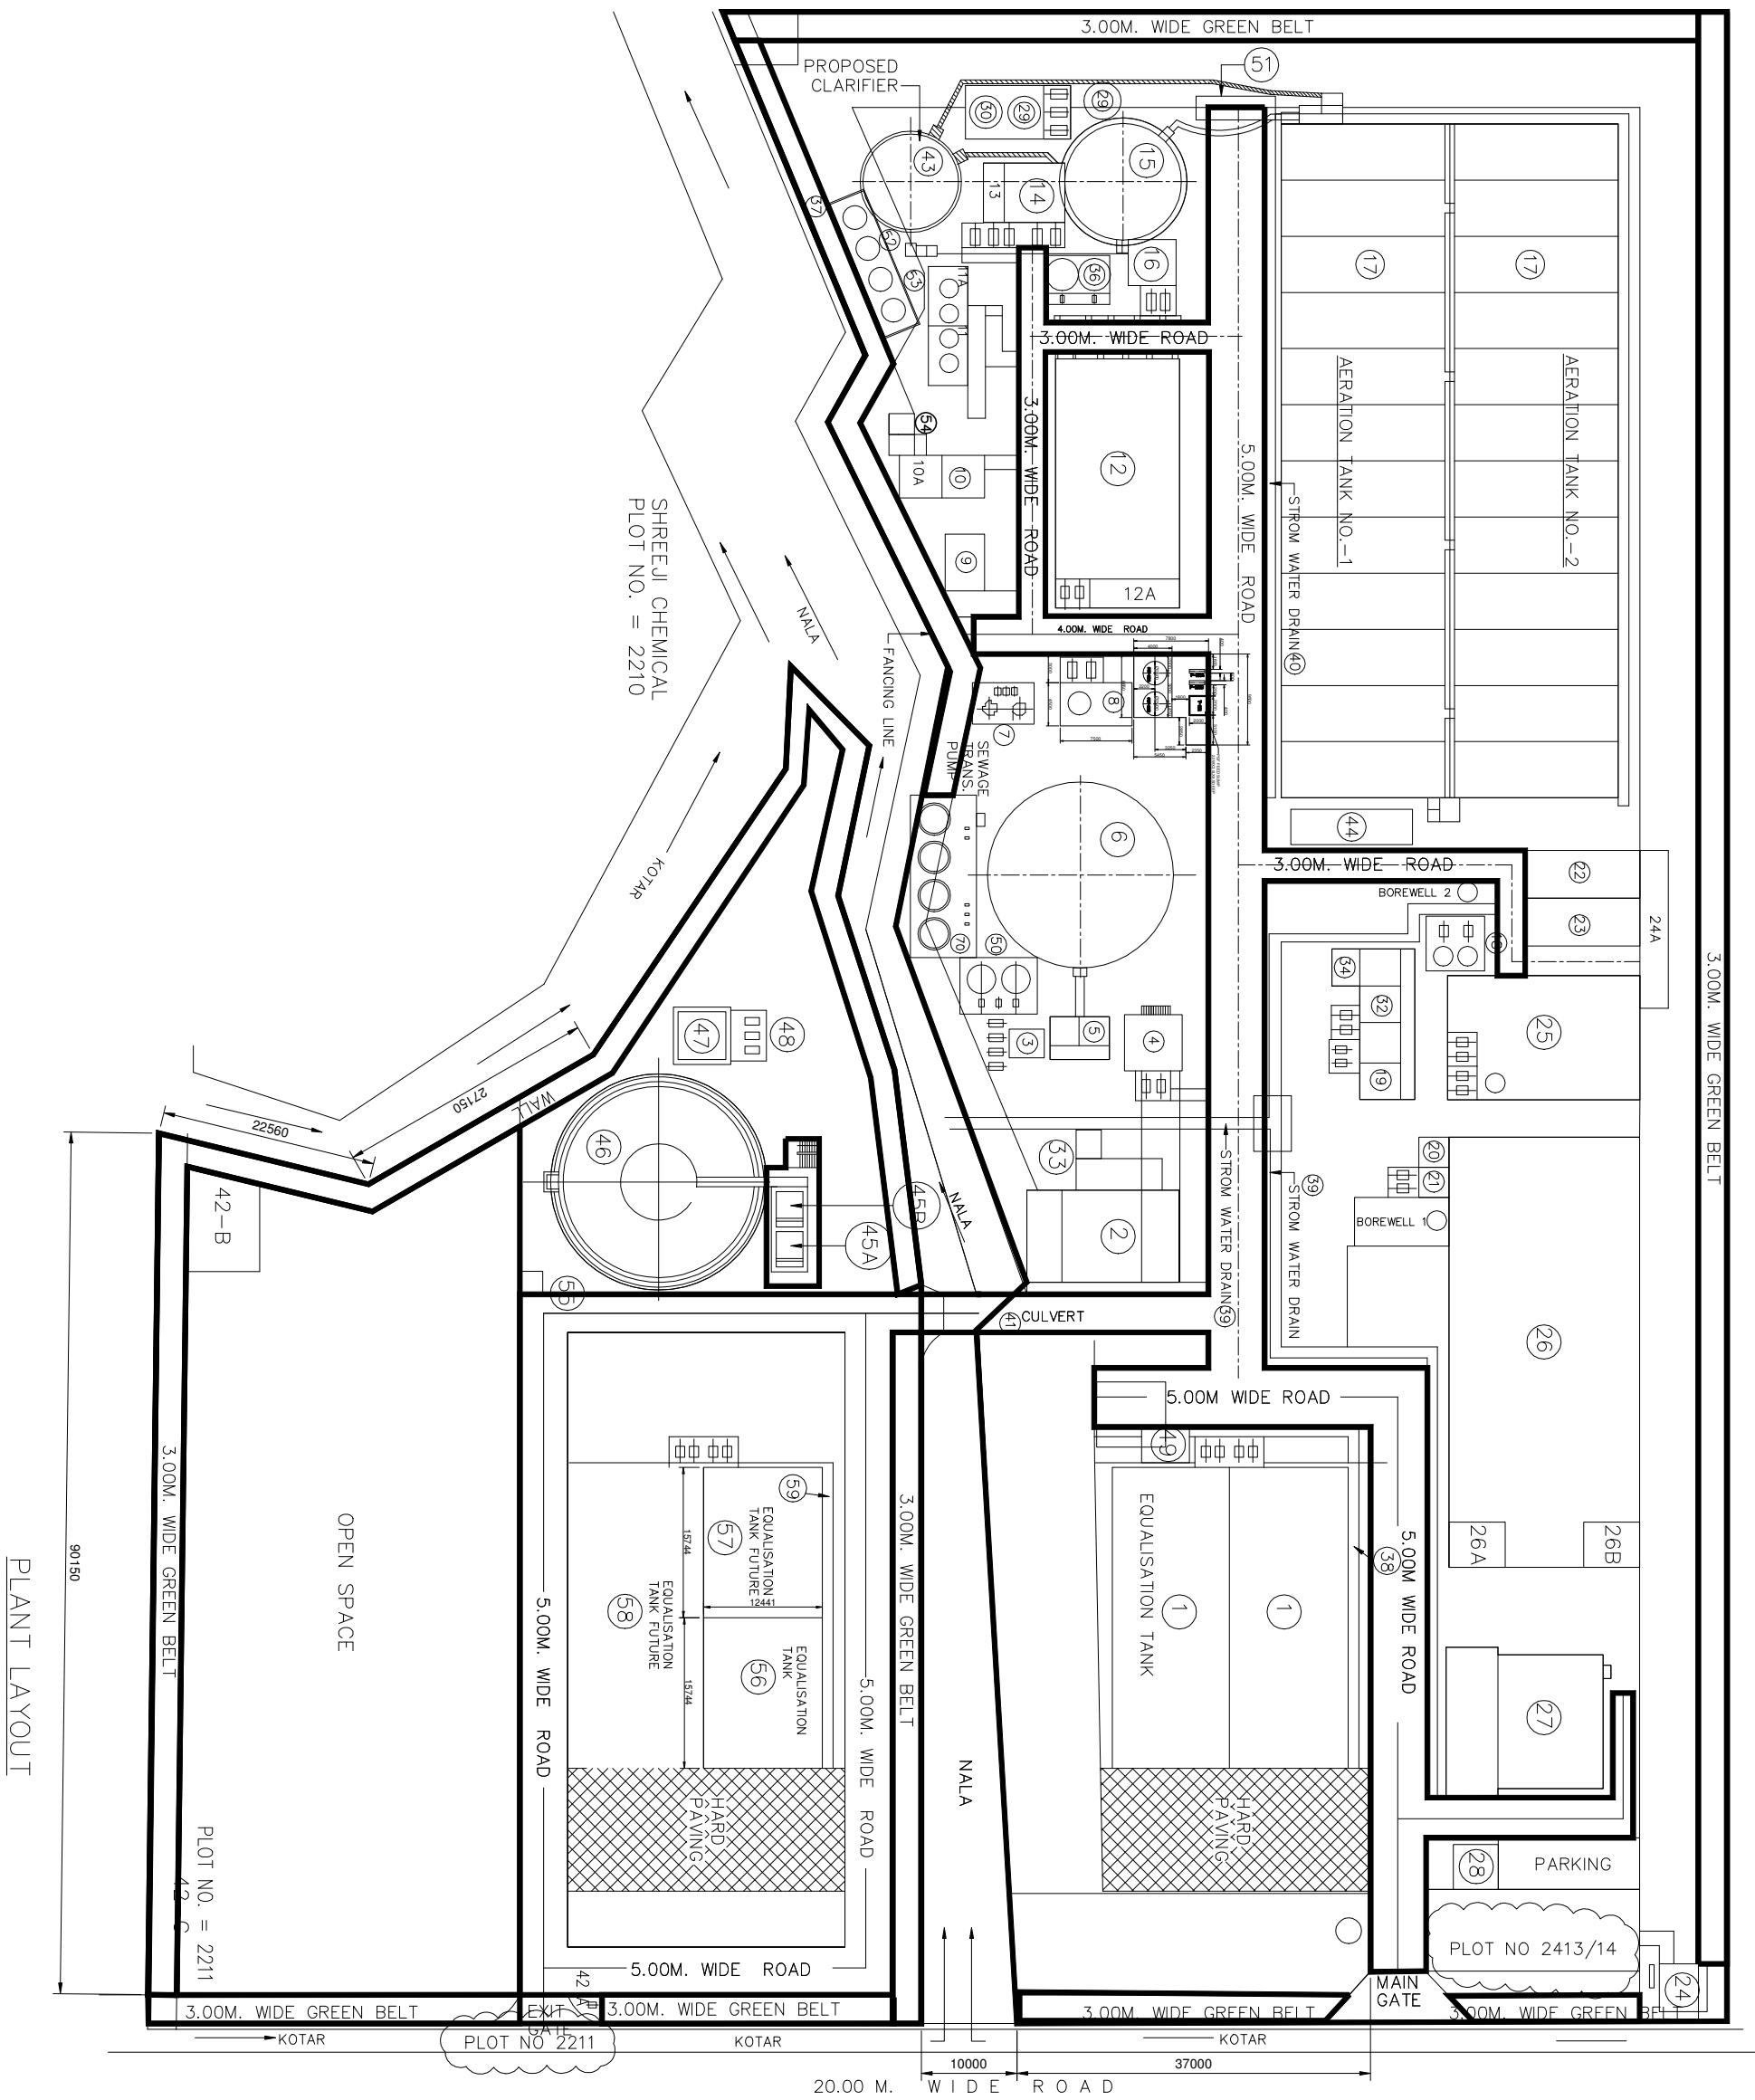 3.00M. WIDE GREEN BELT
PROPOSED
CLARIFIER
51
30
29
29
43
15
13
14
37
52
53
11A
16
36
17
17
3.00M. WIDE ROAD
AERATION TANK NO.-1
AERATION TANK NO.-2
3.00M. WIDE ROAD
12
5.00M. WIDE ROAD
STROM WATER DRAIN
40
54
10A
10
9
12A
4.00M. WIDE ROAD
SHREEJI CHEMICAL
PLOT NO. = 2210
NALA
FANCING LINE
7
8
SEWAGE
TRANS.
PUMP
6
44
3.00M. WIDE ROAD
22
23
24A
BOREWELL 2
18
KOTAR
70
50
3
5
4
34
32
19
25
3.00M. WIDE GREEN BELT
47
48
27150
WALL
22560
46
45B
45A
NALA
33
2
STROM WATER DRAIN
39
39
STROM WATER DRAIN
20
21
BOREWELL 1
26
42-B
55
41
CULVERT
5.00M WIDE ROAD
49
3.00M. WIDE GREEN BELT
OPEN SPACE
90150
PLANT LAYOUT
5.00M. WIDE ROAD
59
57
EQUALISATION
TANK FUTURE
15744
12441
58
EQUALISATION
TANK FUTURE
56
EQUALISATION
TANK
15744
5.00M. WIDE ROAD
3.00M. WIDE GREEN BELT
EQUALISATION TANK
1
1
38
5.00M WIDE ROAD
26A
26B
27
NALA
HARD
PAVING
HARD
PAVING
28
PARKING
PLOT NO 2413/14
PLOT NO. = 2211
42 C
5.00M. WIDE ROAD
42 A
MAIN
GATE
24
3.00M. WIDE GREEN BELT
EXIT
GATE
3.00M. WIDE GREEN BELT
3.00M. WIDE GREEN BELT
3.00M. WIDE GREEN BELT
KOTAR
PLOT NO 2211
KOTAR
KOTAR
10000
37000
20.00 M. WIDE ROAD